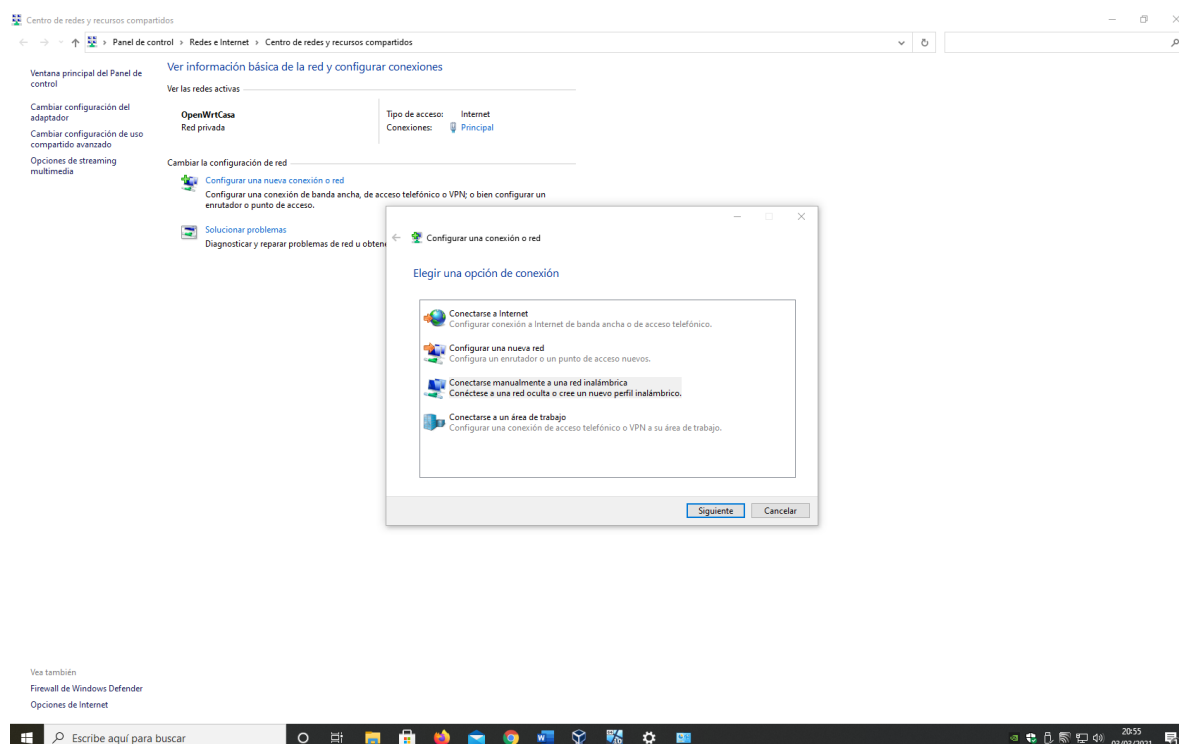 Centro de redes y recursos compartidos
Panel de control > Redes e Internet > Centro de redes y recursos compartidos
Ventana principal del Panel de
control
Cambiar configuración del
adaptador
Cambiar configuración de uso
compartido avanzado
Opciones de streaming
multimedia
Ver información básica de la red y configurar conexiones
Ver las redes activas
OpenWrtCasa
Red privada
Tipo de acceso: Internet
Conexiones: Principal
Cambiar la configuración de red
Configurar una nueva conexión o red
Configurar una conexión de banda ancha, de acceso telefónico o VPN; o bien configurar un
enrutador o punto de acceso.
Solucionar problemas
Diagnosticar y reparar problemas de red u
Configurar una conexión o red
Elegir una opción de conexión
Conectarse a Internet
Configurar conexión a Internet de banda ancha o de acceso telefónico.
Configurar una nueva red
Configura un enrutador o un punto de acceso nuevos.
Conectarse manualmente a una red inalámbrica
Conéctese a una red oculta o cree un nuevo perfil inalámbrico.
Conectarse a un área de trabajo
Configurar una conexión de acceso telefónico o VPN a su área de trabajo.
Siguiente
Cancelar
Vea también
Firewall de Windows Defender
Opciones de Internet
Escribe aquí para buscar
20:55